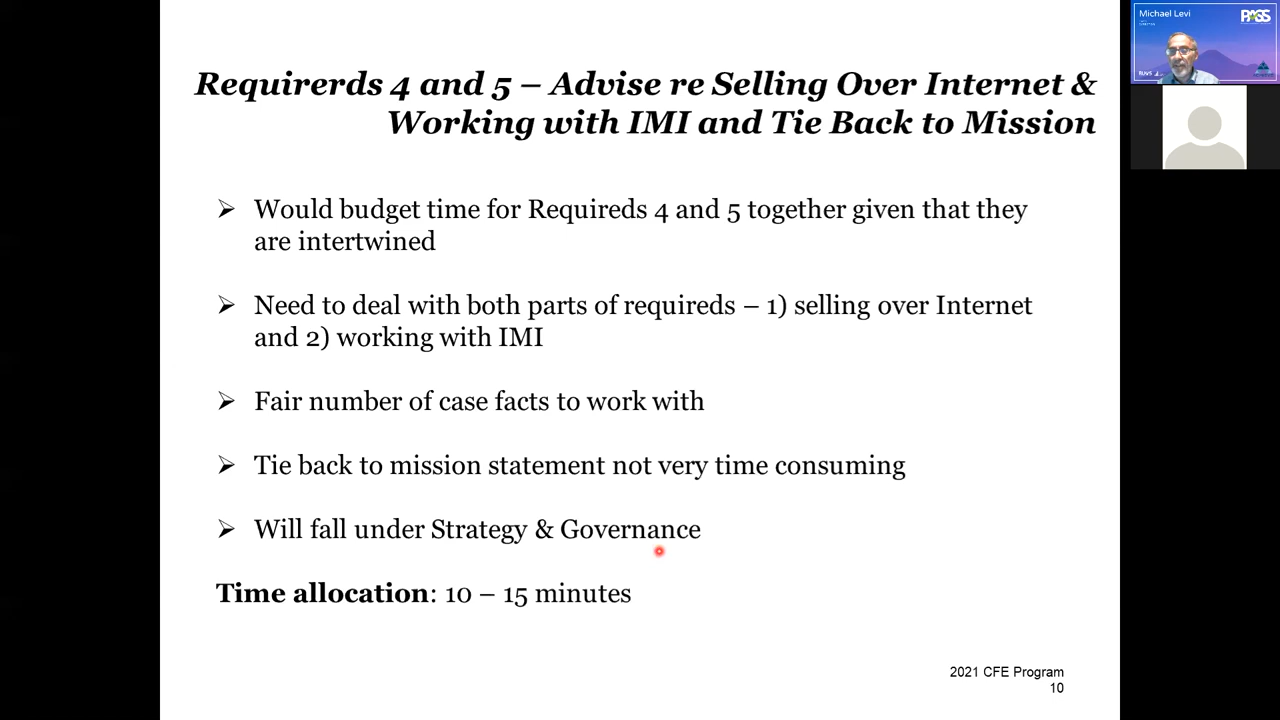 Requirerds 4 and 5 – Advise re Selling Over Internet &
Working with IMI and Tie Back to Mission
➢ Would budget time for Requireds 4 and 5 together given that they
are intertwined
➢ Need to deal with both parts of requireds – 1) selling over Internet
and 2) working with IMI
➢ Fair number of case facts to work with
➢ Tie back to mission statement not very time consuming
➢ Will fall under Strategy & Governance
Time allocation: 10 – 15 minutes
2021 CFE Program
10
Michael Levi
PASS